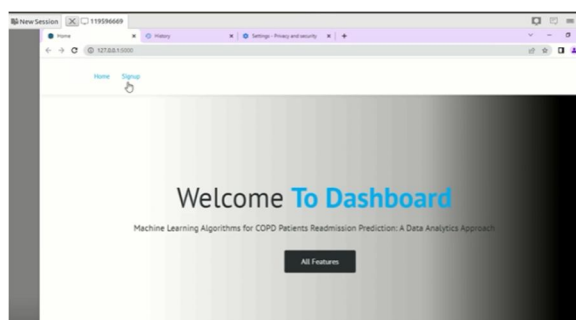 New Session 119596669
Home History Settings - Privacy and security
127.0.0.1:8000
Home Signup
Welcome To Dashboard
Machine Learning Algorithms for COPD Patients Readmission Prediction: A Data Analytics Approach
All Features